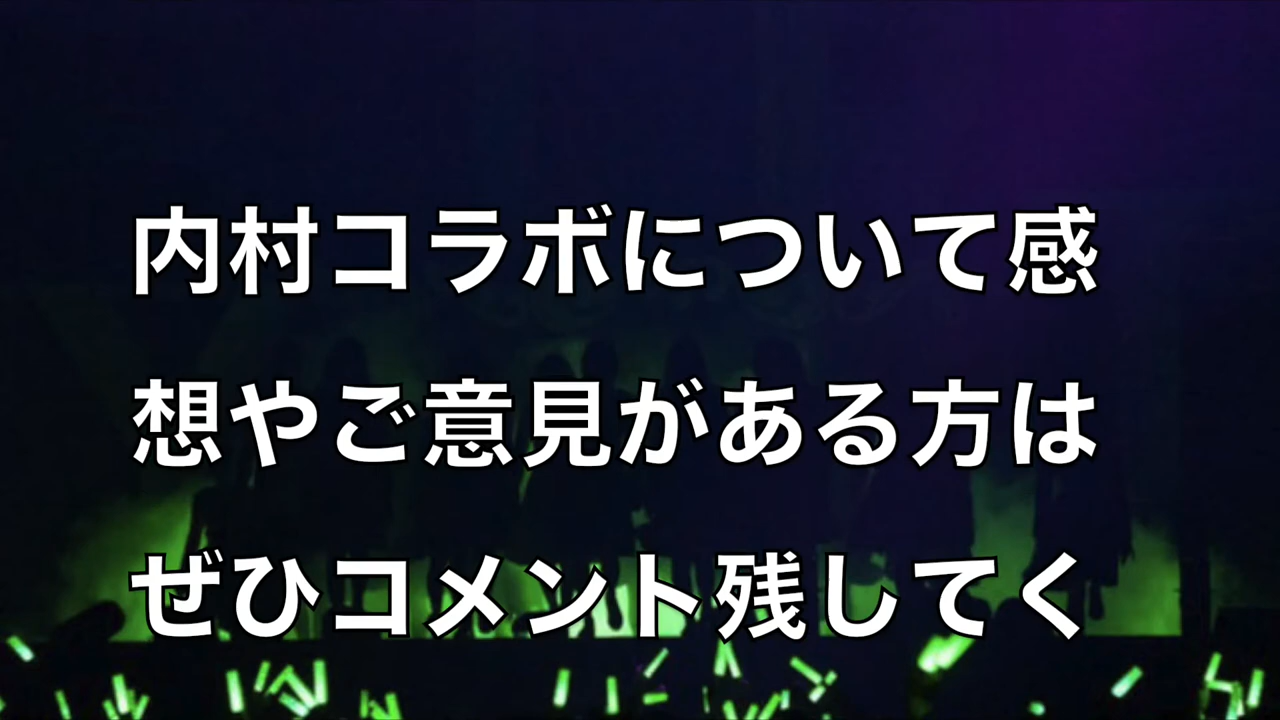 内村コラボについて感
想やご意見がある方は
ぜひコメント残してく